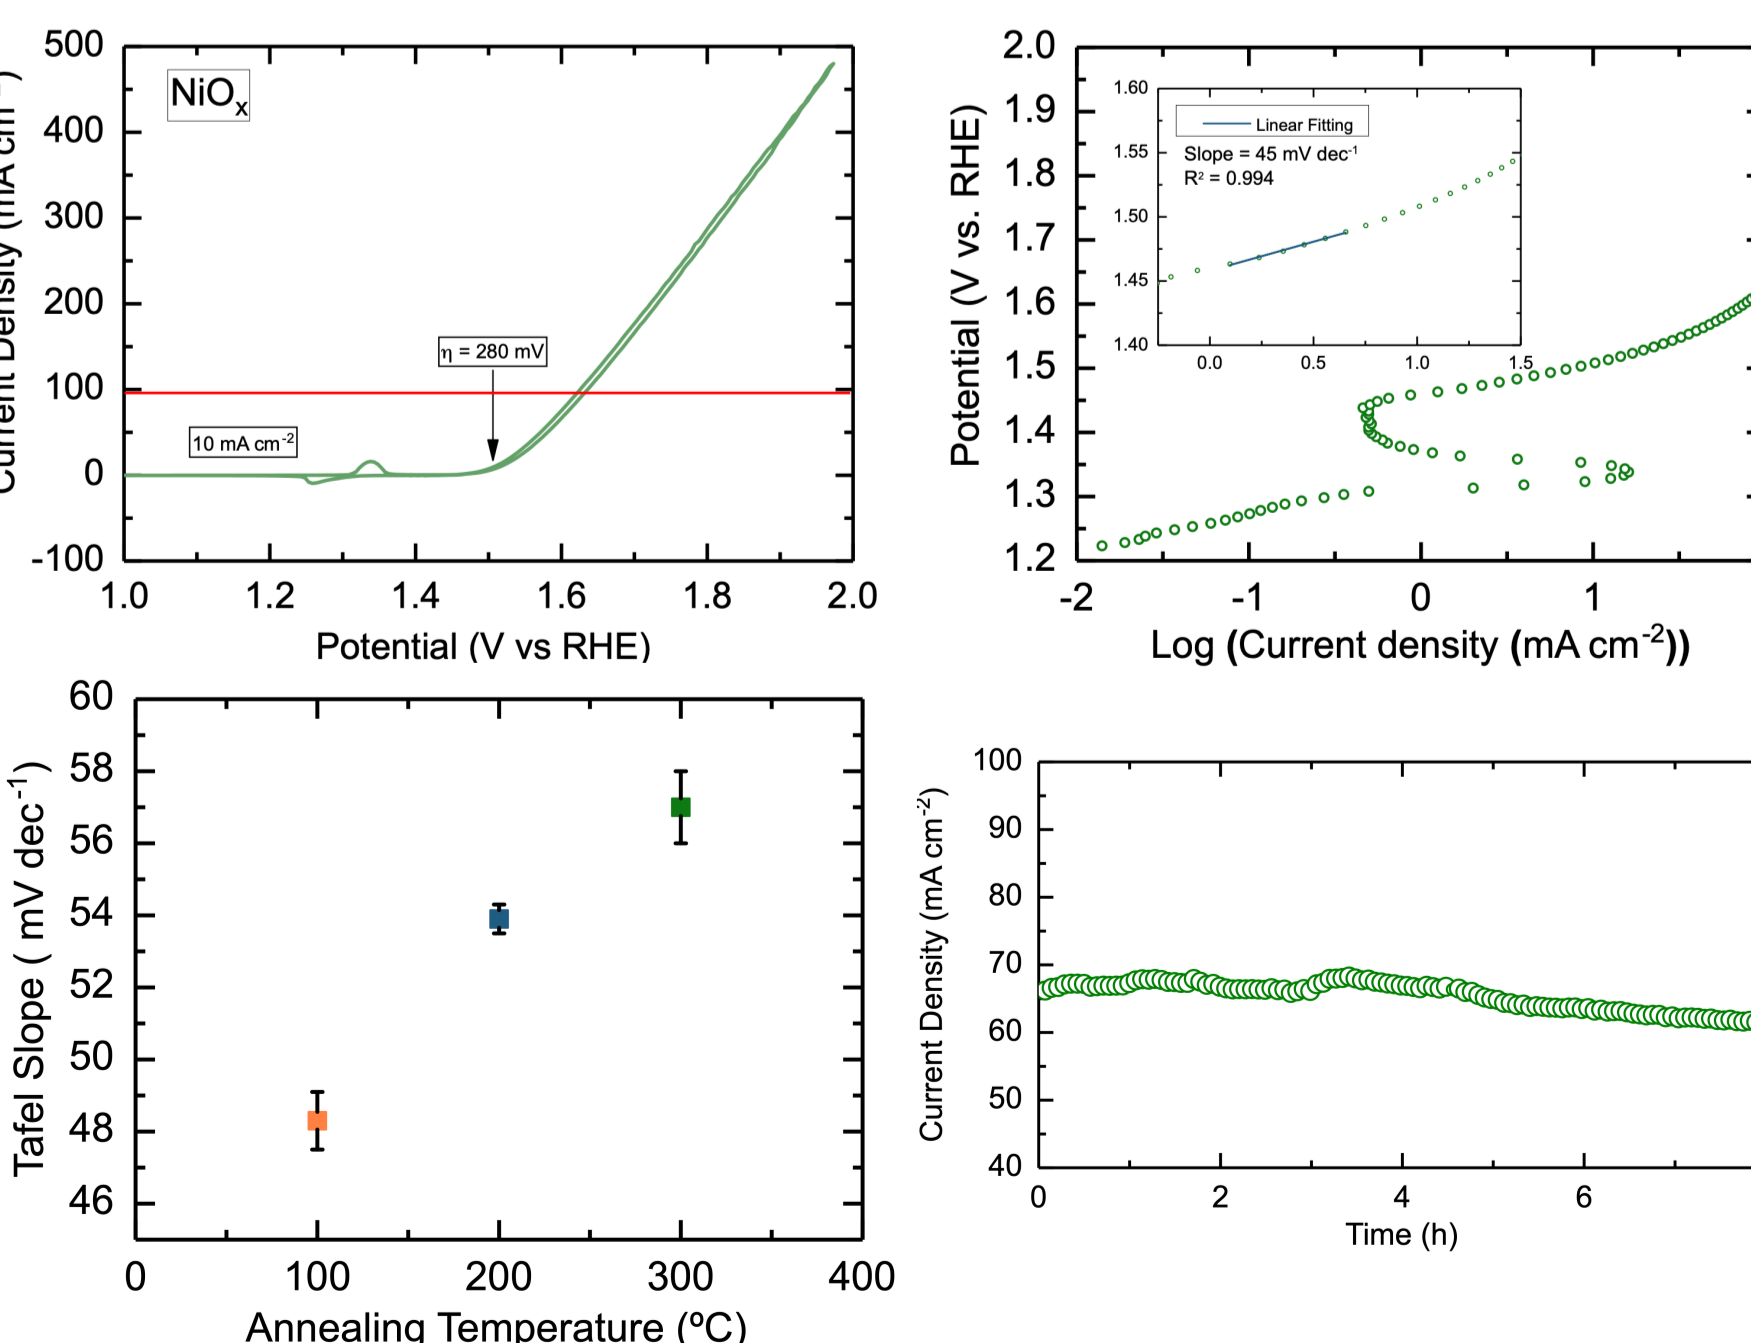 500
400
300
200
100
0
-100
NiOx
η = 280 mV
10 mA cm-2
1.0 1.2 1.4 1.6 1.8 2.0
Potential (V vs RHE)
Current Density (mA cm
2.0
1.9
1.8
1.7
1.6
1.5
1.4
1.3
1.2
Potential (V vs. RHE)
1.60
1.55
1.50
1.45
1.40
Linear Fitting
Slope = 45 mV dec-1
R2 = 0.994
0.0 0.5 1.0 1.5
-2 -1 0 1
Log (Current density (mA cm-2))
60
58
56
54
52
50
48
46
Tafel Slope ( mV dec-1)
0 100 200 300 400
Annealing Temperature (ºC)
100
90
80
70
60
50
40
Current Density (mA cm-2)
0 2 4 6
Time (h)